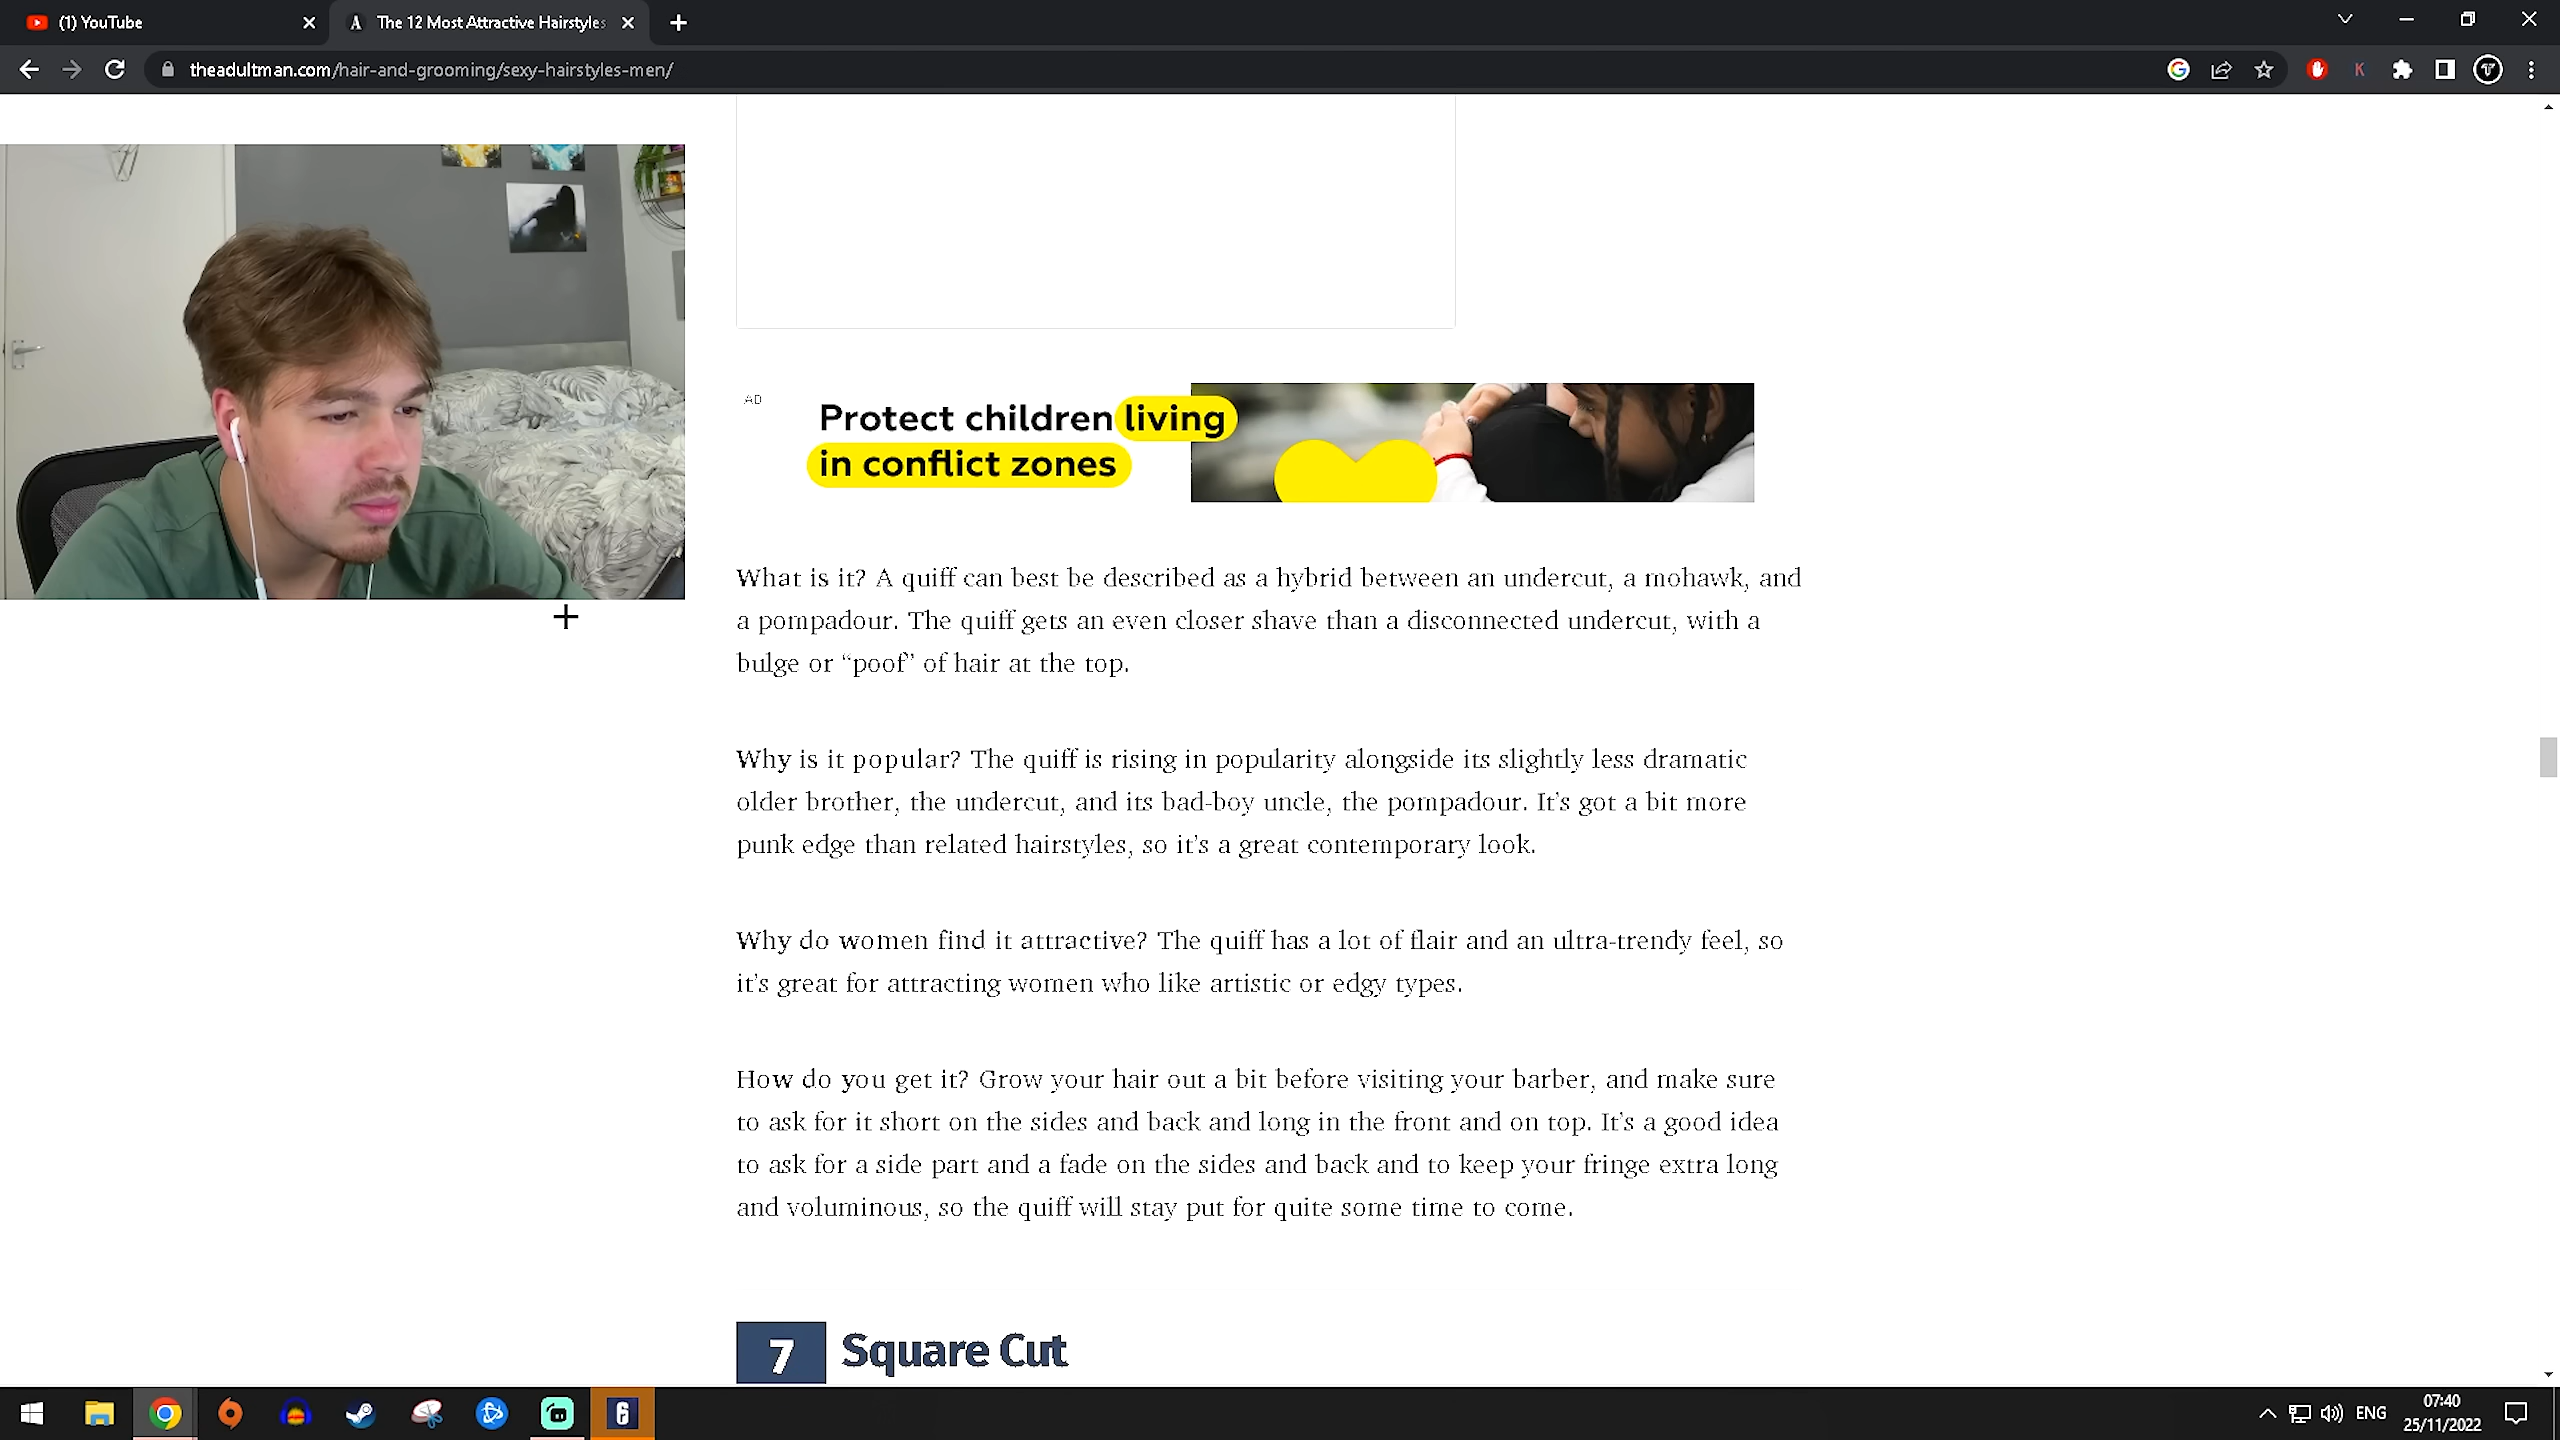 (1) YouTube
The 12 Most Attractive Hairstyles
theadultman.com/hair-and-grooming/sexy-hairstyles-men/
AD
Protect children living
in conflict zones
What is it? A quiff can best be described as a hybrid between an undercut, a mohawk, and
a pompadour. The quiff gets an even closer shave than a disconnected undercut, with a
bulge or “poof” of hair at the top.
Why is it popular? The quiff is rising in popularity alongside its slightly less dramatic
older brother, the undercut, and its bad-boy uncle, the pompadour. It’s got a bit more
punk edge than related hairstyles, so it’s a great contemporary look.
Why do women find it attractive? The quiff has a lot of flair and an ultra-trendy feel, so
it’s great for attracting women who like artistic or edgy types.
How do you get it? Grow your hair out a bit before visiting your barber, and make sure
to ask for it short on the sides and back and long in the front and on top. It’s a good idea
to ask for a side part and a fade on the sides and back and to keep your fringe extra long
and voluminous, so the quiff will stay put for quite some time to come.
7 Square Cut
ENG
07:40
25/11/2022